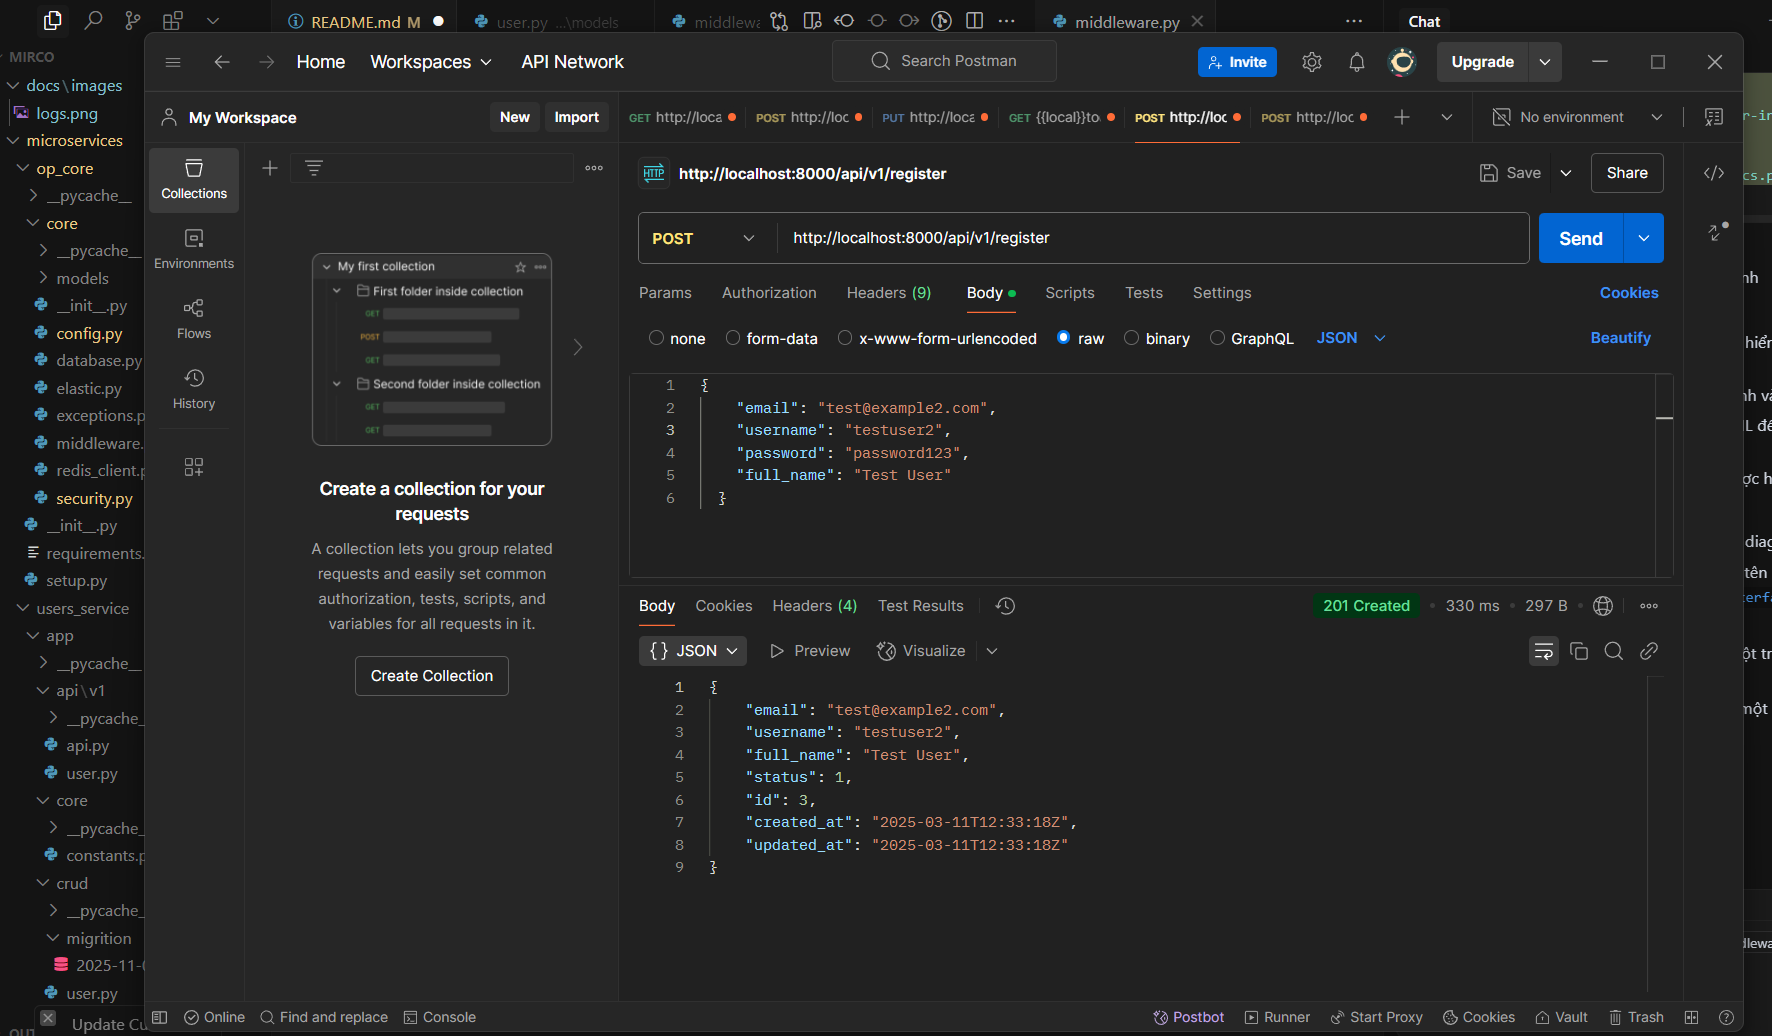 README.md M
user.py ...\models
middlewa
middleware.py
Chat
MIRCO
docs\images
logs.png
microservices
op_core
__pycache__
core
__pycache__
models
__init__.py
config.py
database.py
elastic.py
exceptions.p
middleware.
redis_client.p
security.py
__init__.py
requirements.
setup.py
users_service
app
__pycache__
api\v1
__pycache_
api.py
user.py
core
__pycache_
constants.p
crud
__pycache_
migrition
2025-11-0
user.py
Update Cu
Home
Workspaces
API Network
Search Postman
Invite
Upgrade
My Workspace
New
Import
GET http://loca
POST http://loc
PUT http://loca
GET {{local}}to
POST http://loc
POST http://loc
No environment
Collections
Environments
Flows
History
My first collection
First folder inside collection
GET
POST
GET
Second folder inside collection
GET
GET
Create a collection for your
requests
A collection lets you group related
requests and easily set common
authorization, tests, scripts, and
variables for all requests in it.
Create Collection
HTTP
http://localhost:8000/api/v1/register
Save
Share
POST
http://localhost:8000/api/v1/register
Send
Params
Authorization
Headers (9)
Body
Scripts
Tests
Settings
Cookies
none
form-data
x-www-form-urlencoded
raw
binary
GraphQL
JSON
Beautify
1 {
2 "email": "test@example2.com",
3 "username": "testuser2",
4 "password": "password123",
5 "full_name": "Test User"
6 }
Body
Cookies
Headers (4)
Test Results
201 Created
330 ms
297 B
{} JSON
Preview
Visualize
1 {
2 "email": "test@example2.com",
3 "username": "testuser2",
4 "full_name": "Test User",
5 "status": 1,
6 "id": 3,
7 "created_at": "2025-03-11T12:33:18Z",
8 "updated_at": "2025-03-11T12:33:18Z"
9 }
Online
Find and replace
Console
Postbot
Runner
Start Proxy
Cookies
Vault
Trash